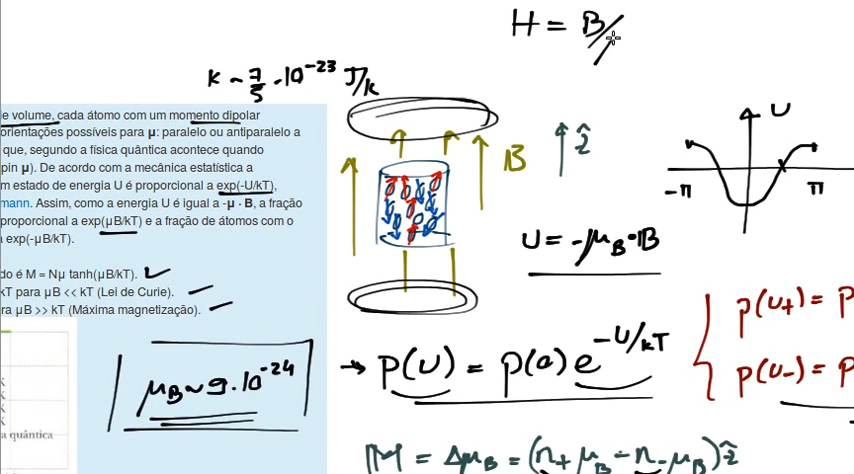 H = B/
K ~ 7/5 . 10^-23 J/K
e volume, cada átomo com um momento dipolar
orientações possíveis para μ: paralelo ou antiparalelo a
que, segundo a física quântica acontece quando
pin μ). De acordo com a mecânica estatística a
m estado de energia U é proporcional a exp(-U/kT),
mann. Assim, como a energia U é igual a -μ · B, a fração
proporcional a exp(μB/kT) e a fração de átomos com o
exp(-μB/kT).
do é M = Nμ tanh(μB/kT).
kT para μB << kT (Lei de Curie).
ra μB >> kT (Máxima magnetização).
B
ẑ
U
-π
π
U = -μ_B · B
μ_B ~ 9 . 10^-24
→ P(U) = P(0) e^-U/kT
p(u+) = p
p(u-) = p
a quântica
M = Δμ_B = (n+ μ_B - n- μ_B) ẑ